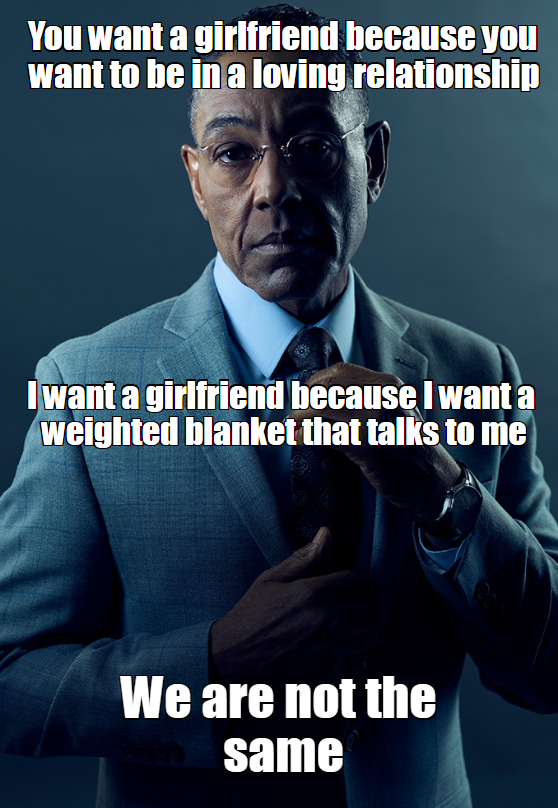 You want a girlfriend because you
want to be in a loving relationship
I want a girlfriend because I want a
weighted blanket that talks to me
We are not the
same